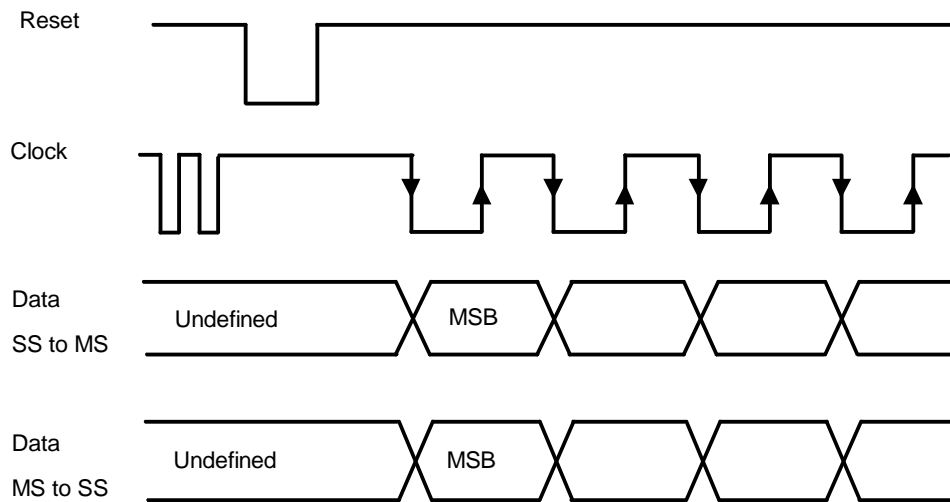 Reset
Clock
Data
SS to MS
Undefined
MSB
Data
MS to SS
Undefined
MSB